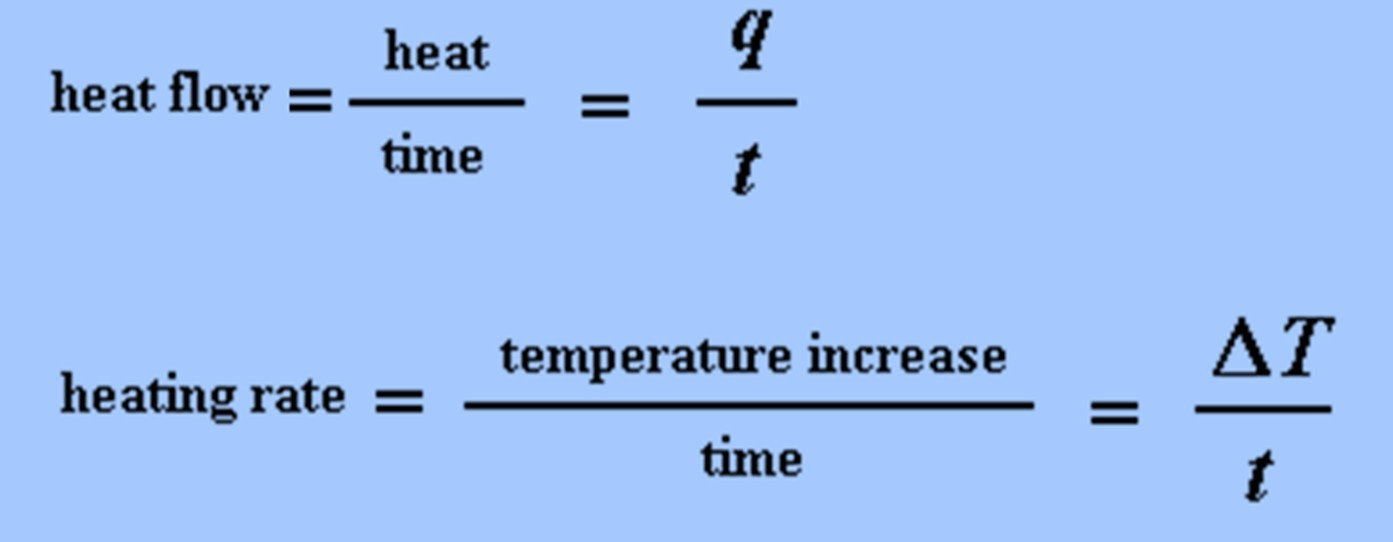 heat flow = heat / time = q / t
heating rate = temperature increase / time = ΔT / t